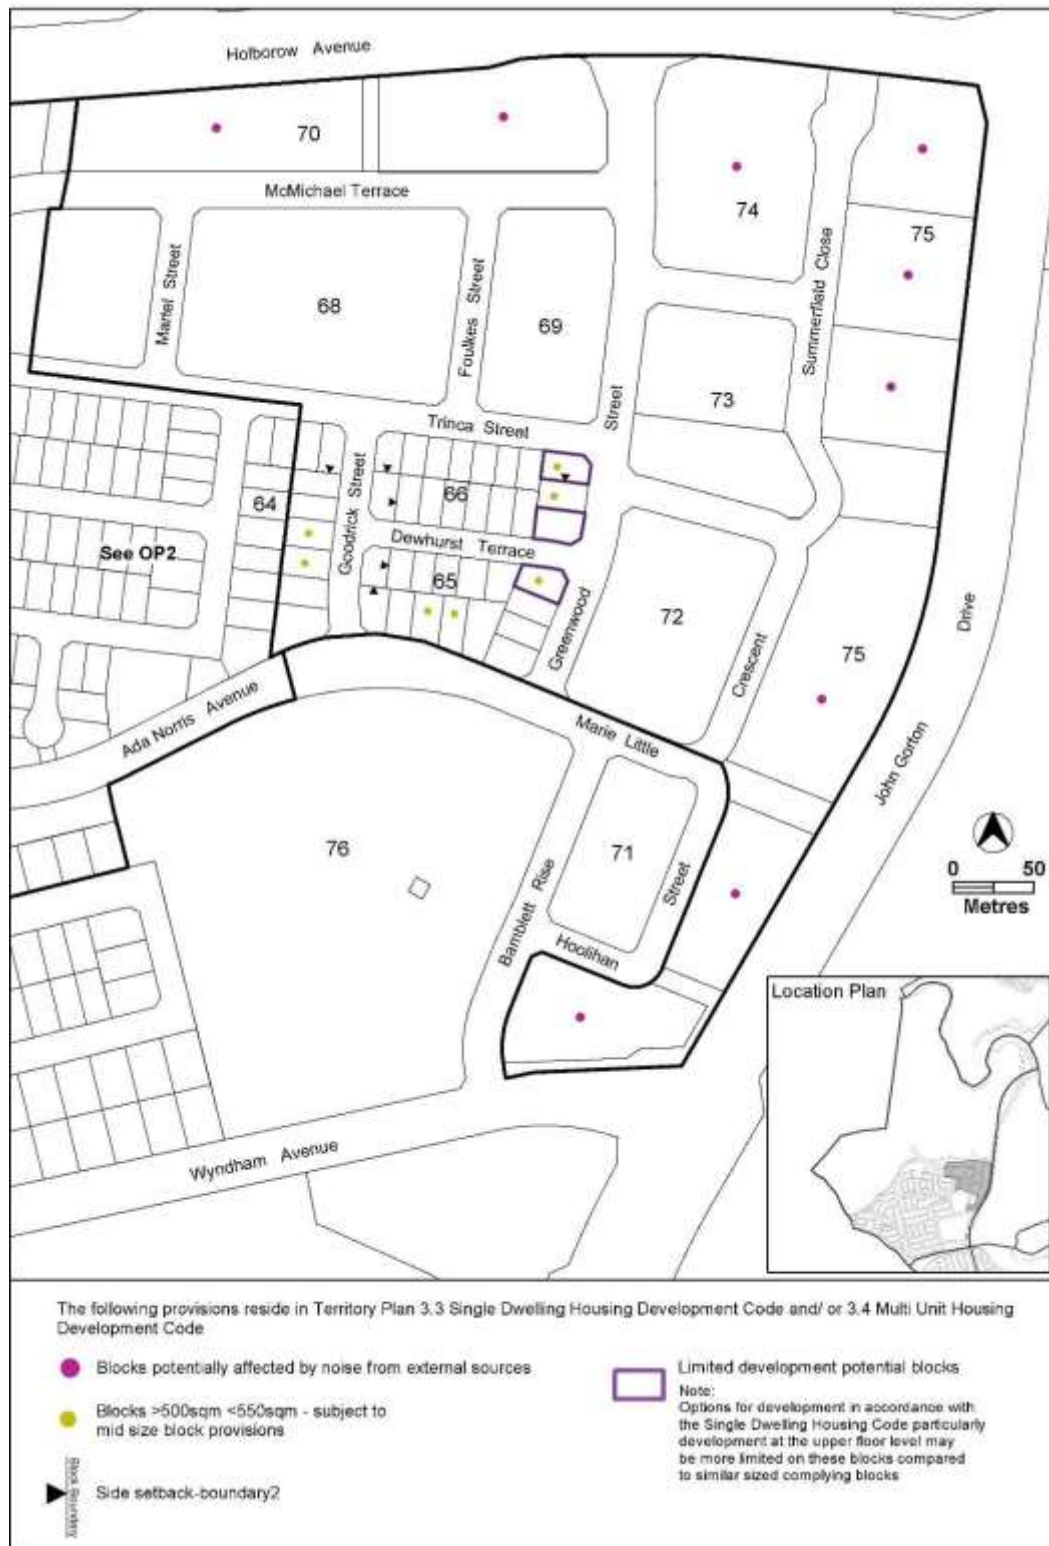 Holborow Avenue
70
McMichael Terrace
74
75
Martel Street
68
Foulkes Street
69
Summerfield Close
Street
73
Trinca Street
64
66
Goodrick Street
See OP2
Dewhurst Terrace
65
Greenwood
72
Crescent
75
Drive
Ada Norris Avenue
Marie Little
John Gorton
76
71
Bamblett Rise
Street
Hoolihan
0 50
Metres
Wyndham Avenue
Location Plan
The following provisions reside in Territory Plan 3.3 Single Dwelling Housing Development Code and/ or 3.4 Multi Unit Housing
Development Code
Blocks potentially affected by noise from external sources
Blocks >500sqm <550sqm - subject to
mid size block provisions
Block Boundary
Side setback-boundary2
Limited development potential blocks
Note:
Options for development in accordance with
the Single Dwelling Housing Code particularly
development at the upper floor level may
be more limited on these blocks compared
to similar sized complying blocks